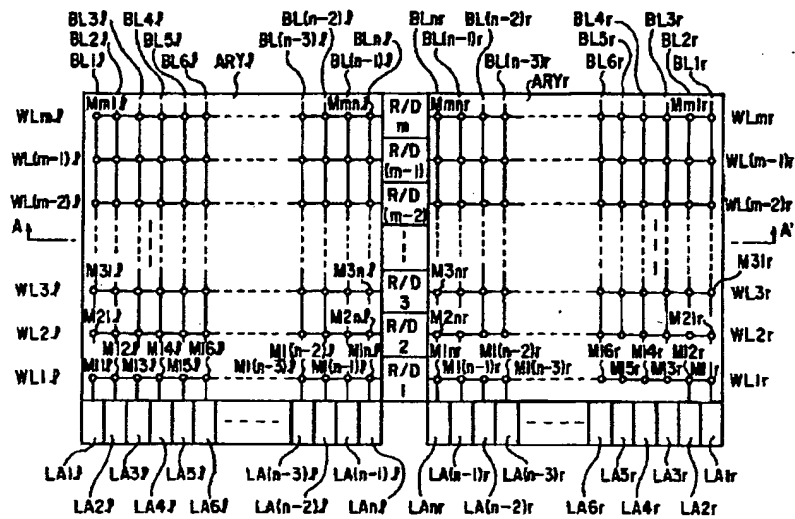 BL3ℓ BL4ℓ BL(n-2)ℓ BL(n-2)r BL4r BL3r
BL2ℓ BL5ℓ BL(n-3)ℓ BLnℓ BLnr BL(n-1)r BL5r BL2r
BL1ℓ BL6ℓ ARYℓ BL(n-1)ℓ BL(n-3)r ARYr BL6r BL1r
WLmℓ Mm1ℓ Mmnℓ R/D m Mmnr Mm1r WLmr
WL(m-1)ℓ R/D (m-1) WL(m-1)r
WL(m-2)ℓ R/D (m-2) WL(m-2)r
A A'
WL3ℓ M31ℓ M3nℓ R/D 3 M3nr M31r WL3r
WL2ℓ M21ℓ M2nℓ R/D 2 M2nr M21r WL2r
M12ℓ M14ℓ M16ℓ M1(n-2)ℓ M1nℓ M1nr M1(n-2)r M16r M14r M12r
WL1ℓ M11ℓ M13ℓ M15ℓ M1(n-3)ℓ M1(n-1)ℓ R/D 1 M1(n-1)r M1(n-3)r M15r M13r M11r WL1r
LA1ℓ LA3ℓ LA5ℓ LA(n-3)ℓ LA(n-1)ℓ LA(n-1)r LA(n-3)r LA5r LA3r LA1r
LA2ℓ LA4ℓ LA6ℓ LA(n-2)ℓ LAnℓ LAnr LA(n-2)r LA6r LA4r LA2r